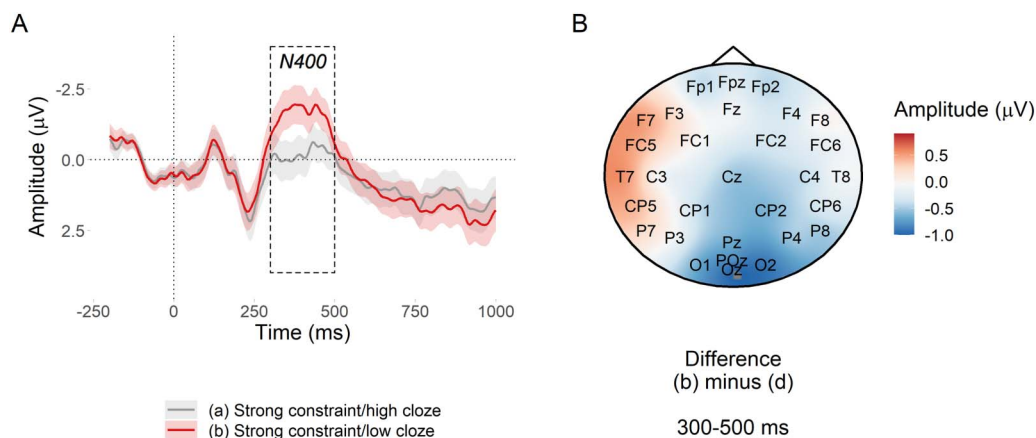 A
N400
-2.5
0.0
2.5
Amplitude (μV)
-250 0 250 500 750 1000
Time (ms)
(a) Strong constraint/high cloze
(b) Strong constraint/low cloze
B
Fp1 Fpz Fp2
F7 F3 Fz F4 F8
FC5 FC1 FC2 FC6
T7 C3 Cz C4 T8
CP5 CP1 CP2 CP6
P7 P3 Pz P4 P8
O1 POz O2
Oz
Amplitude (μV)
0.5
0.0
-0.5
-1.0
Difference
(b) minus (d)
300-500 ms